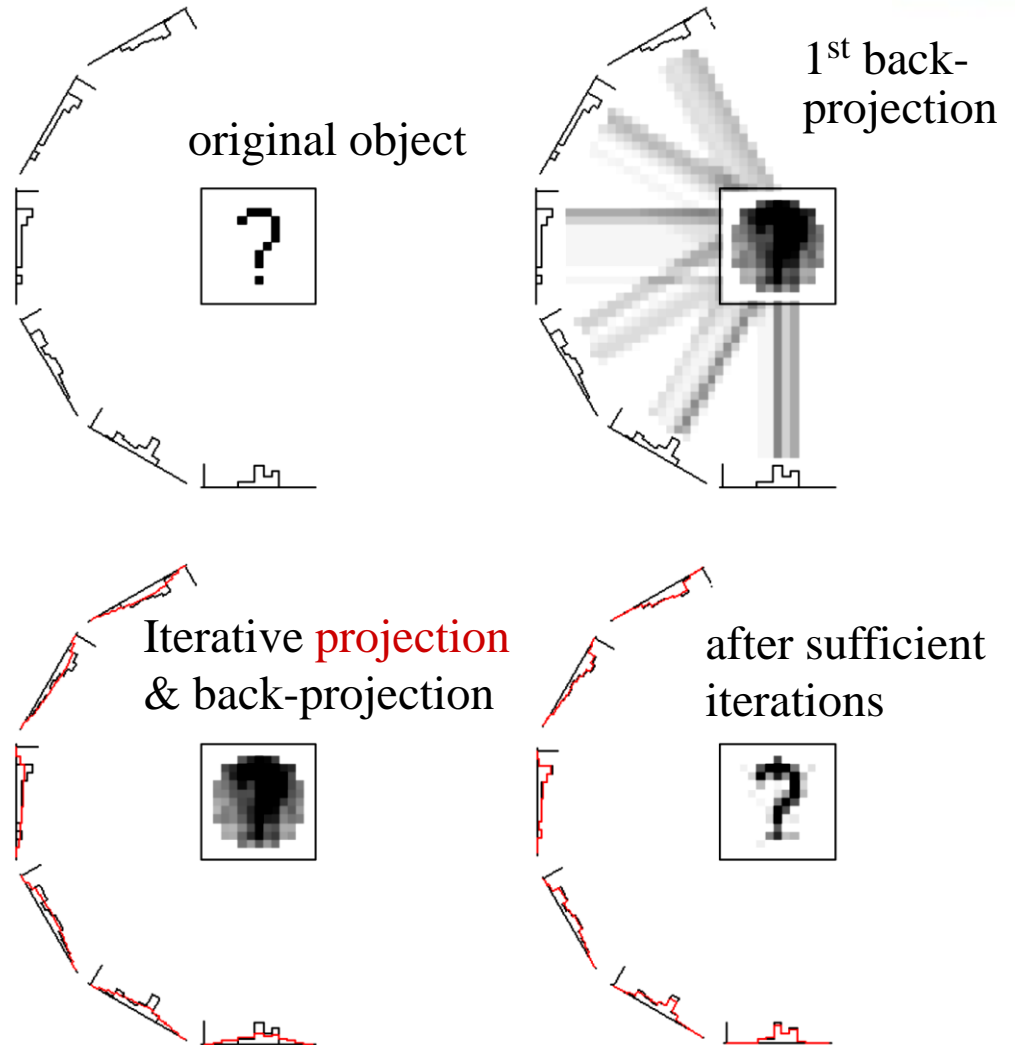 original object
1st back-
projection
?
Iterative projection
& back-projection
after sufficient
iterations
?